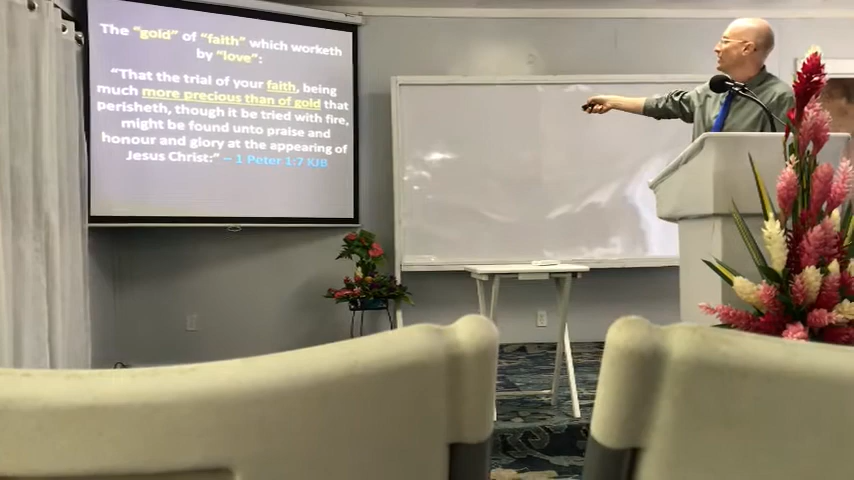 The “gold” of “faith” which worketh
by “love”:
“That the trial of your faith, being
much more precious than of gold that
perisheth, though it be tried with fire,
might be found unto praise and
honour and glory at the appearing of
Jesus Christ:” – 1 Peter 1:7 KJB